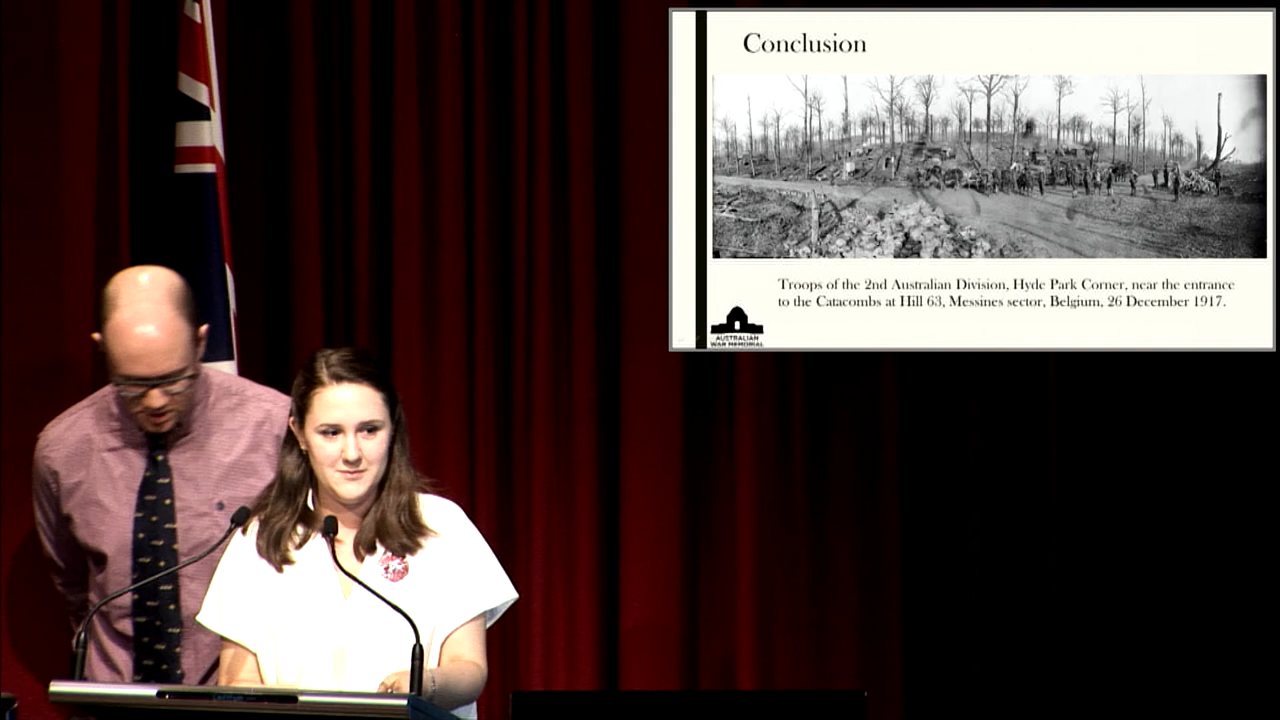 Conclusion
Troops of the 2nd Australian Division, Hyde Park Corner, near the entrance
to the Catacombs at Hill 63, Messines sector, Belgium, 26 December 1917.
AUSTRALIAN
WAR MEMORIAL